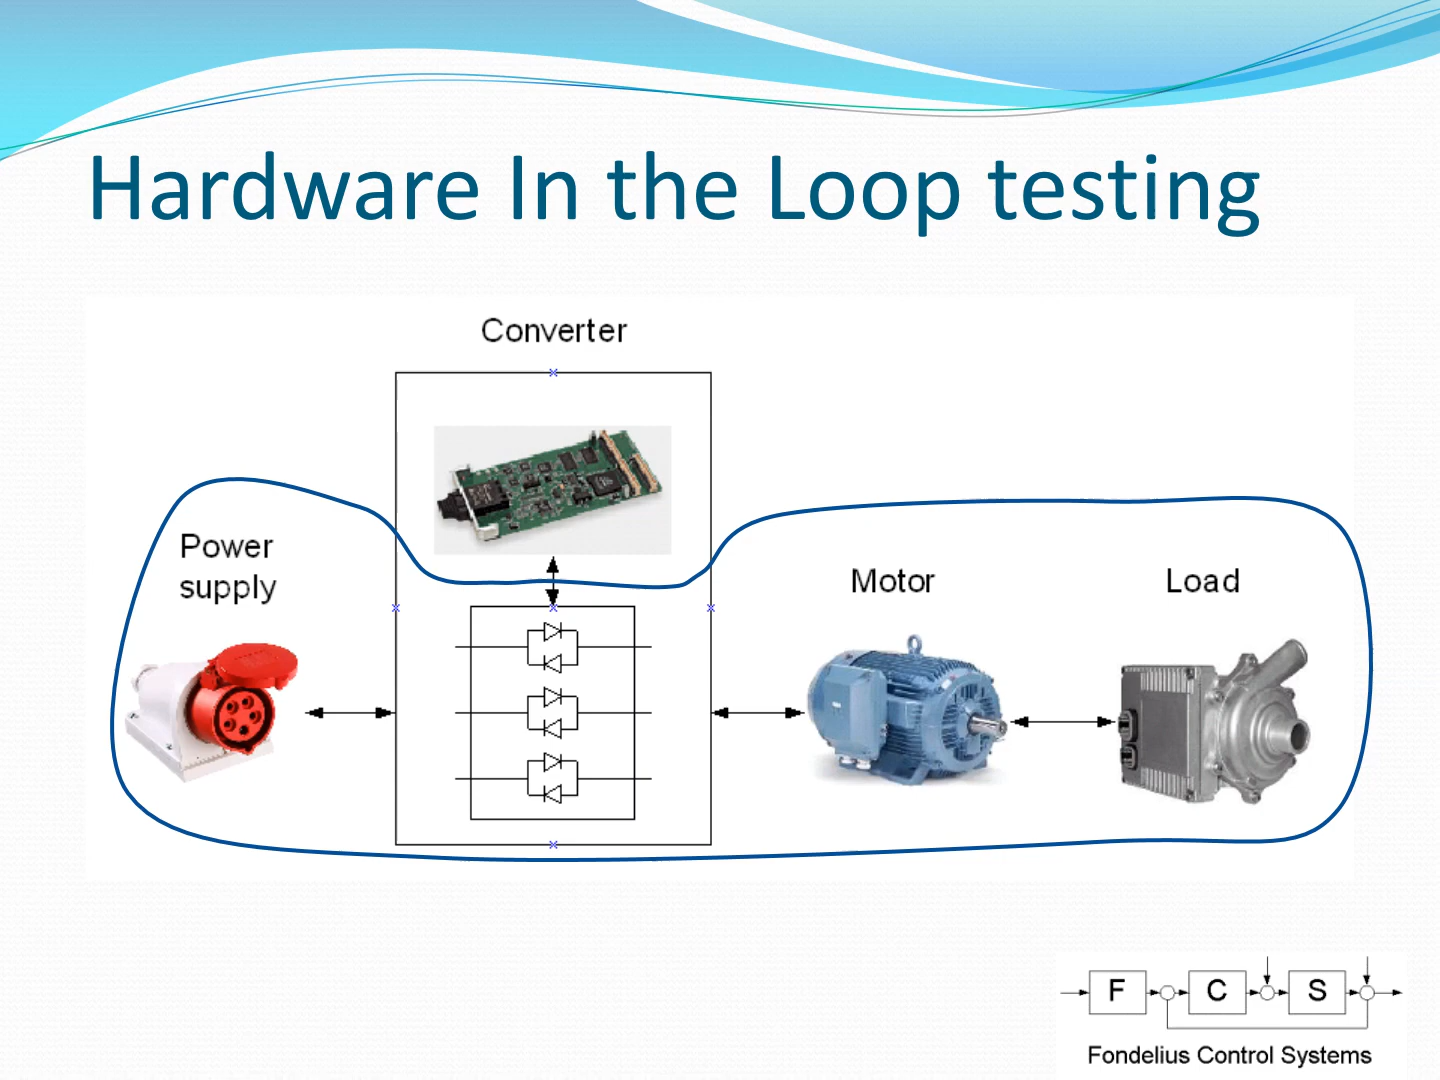 Hardware In the Loop testing
Converter
Power
supply
Motor
Load
F C S
Fondelius Control Systems